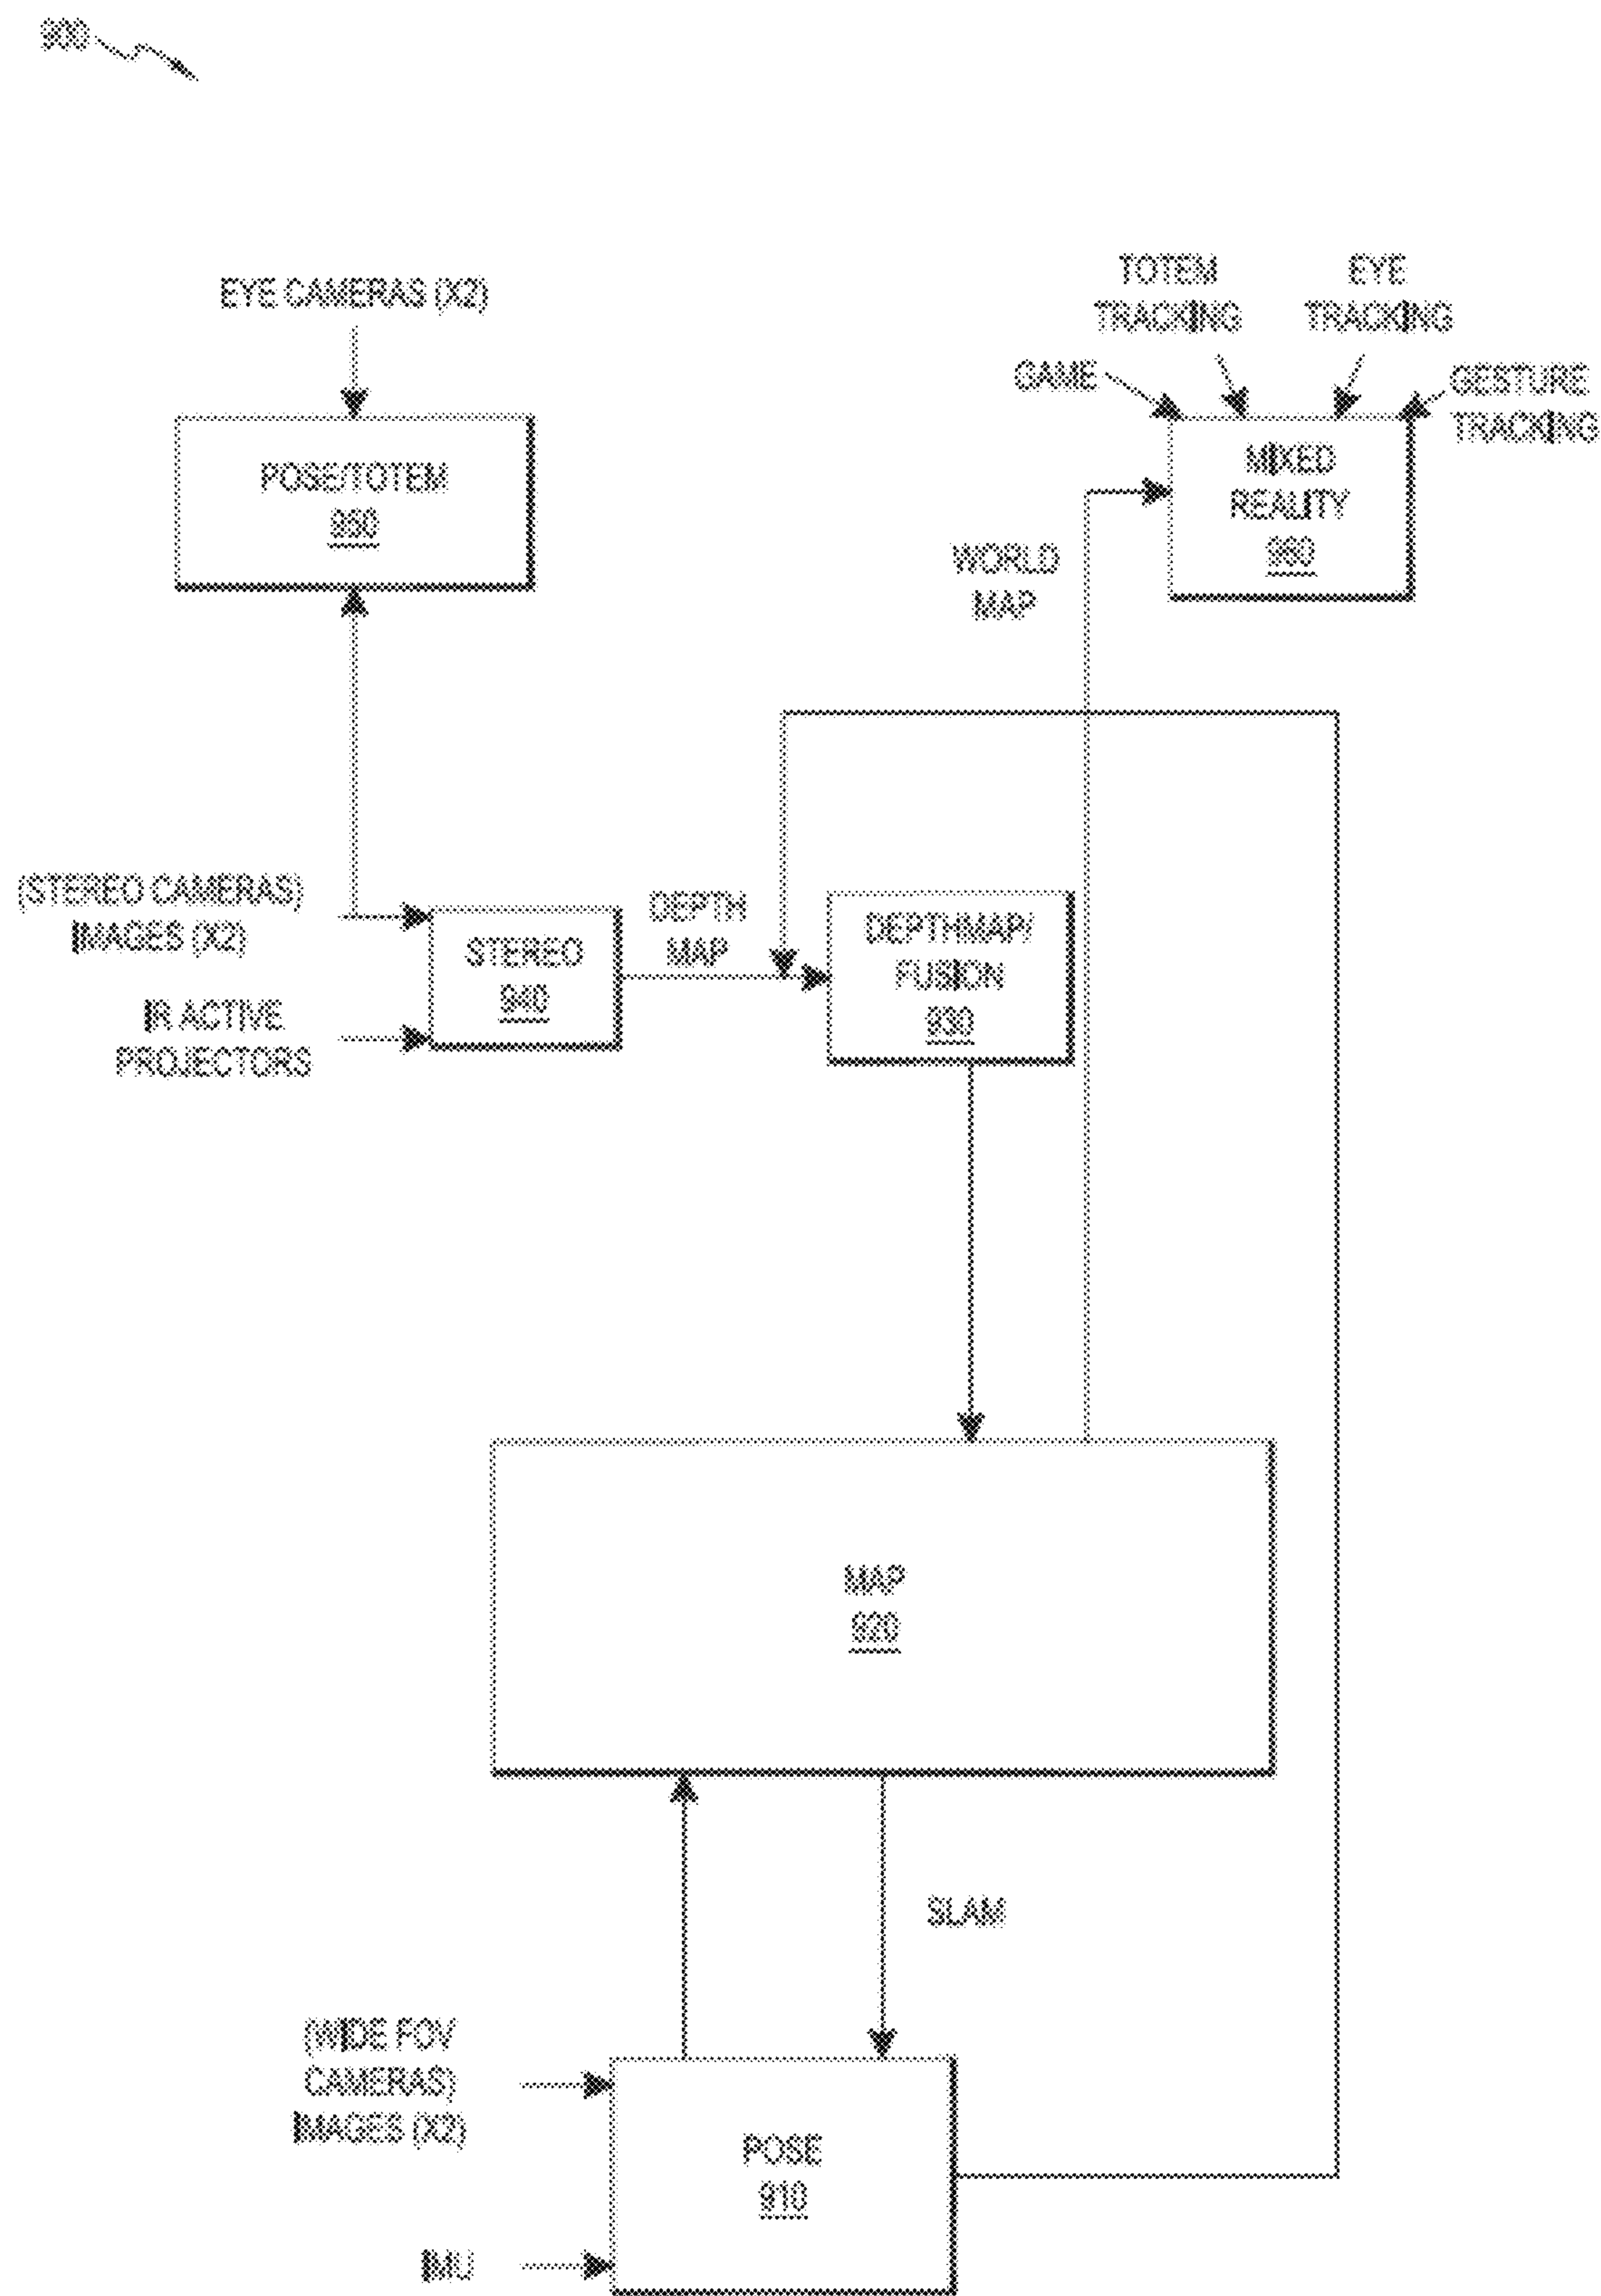 900
EYE CAMERAS (X2)
POSE/TOTEM
950
TOTEM
TRACKING
EYE
TRACKING
GAME
GESTURE
TRACKING
MIXED
REALITY
960
WORLD
MAP
(STEREO CAMERAS)
IMAGES (X2)
IR ACTIVE
PROJECTORS
STEREO
940
DEPTH
MAP
DEPTHMAP/
FUSION
930
MAP
920
SLAM
(WIDE FOV
CAMERAS)
IMAGES (X2)
IMU
POSE
910